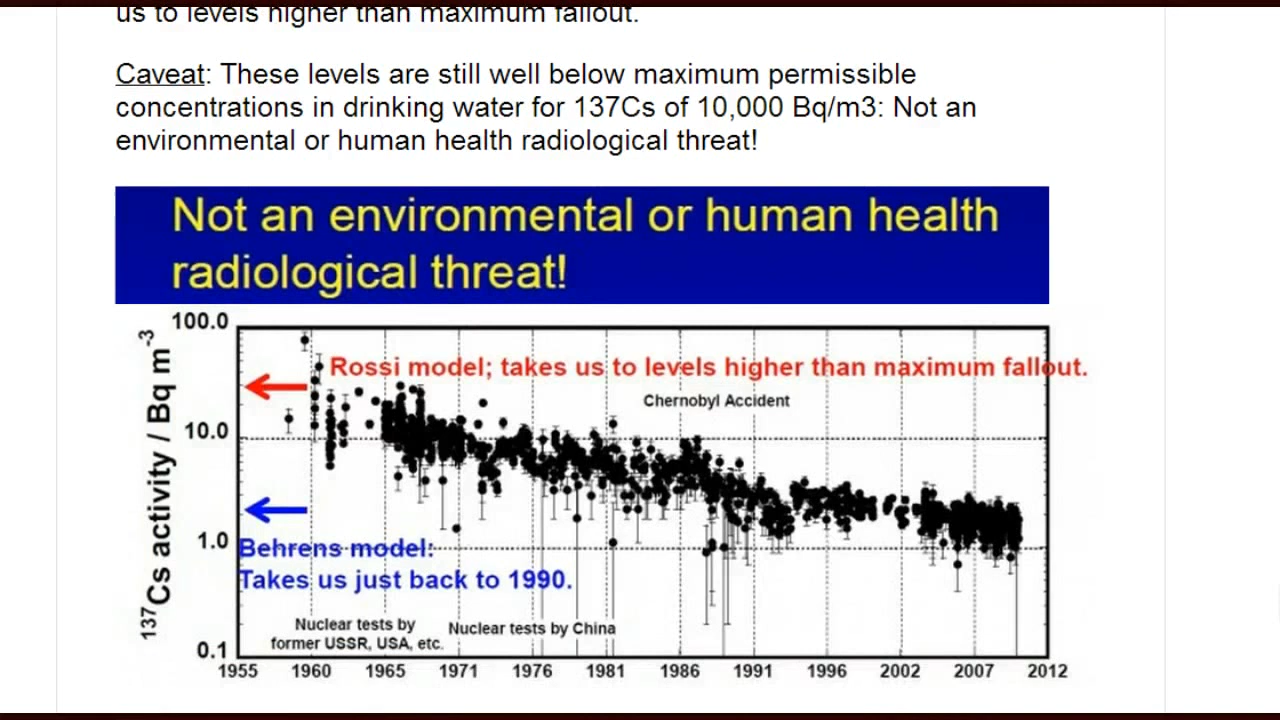 us to levels higher than maximum fallout.
Caveat: These levels are still well below maximum permissible
concentrations in drinking water for 137Cs of 10,000 Bq/m3: Not an
environmental or human health radiological threat!
Not an environmental or human health
radiological threat!
100.0
10.0
1.0
0.1
137Cs activity / Bq m-3
Rossi model; takes us to levels higher than maximum fallout.
Chernobyl Accident
Behrens model:
Takes us just back to 1990.
Nuclear tests by
former USSR, USA, etc.
Nuclear tests by China
1955 1960 1965 1971 1976 1981 1986 1991 1996 2002 2007 2012